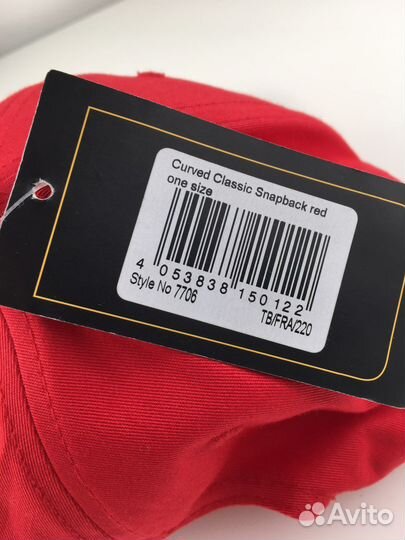 Curved Classic Snapback red
one size
4 053838 150122
Style No 7706 TB/FRA/220
Avito